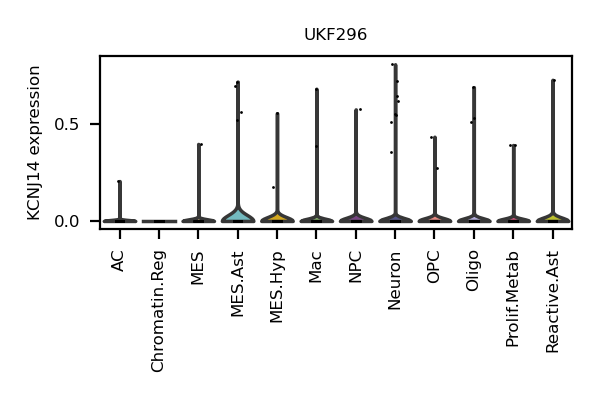 UKF296
KCNJ14 expression
0.5
0.0
AC
Chromatin.Reg
MES
MES.Ast
MES.Hyp
Mac
NPC
Neuron
OPC
Oligo
Prolif.Metab
Reactive.Ast